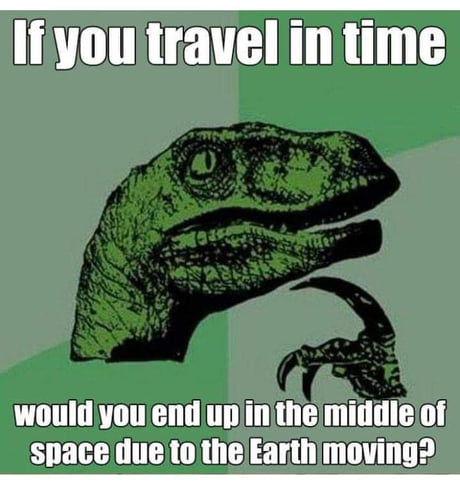 If you travel in time
would you end up in the middle of
space due to the Earth moving?